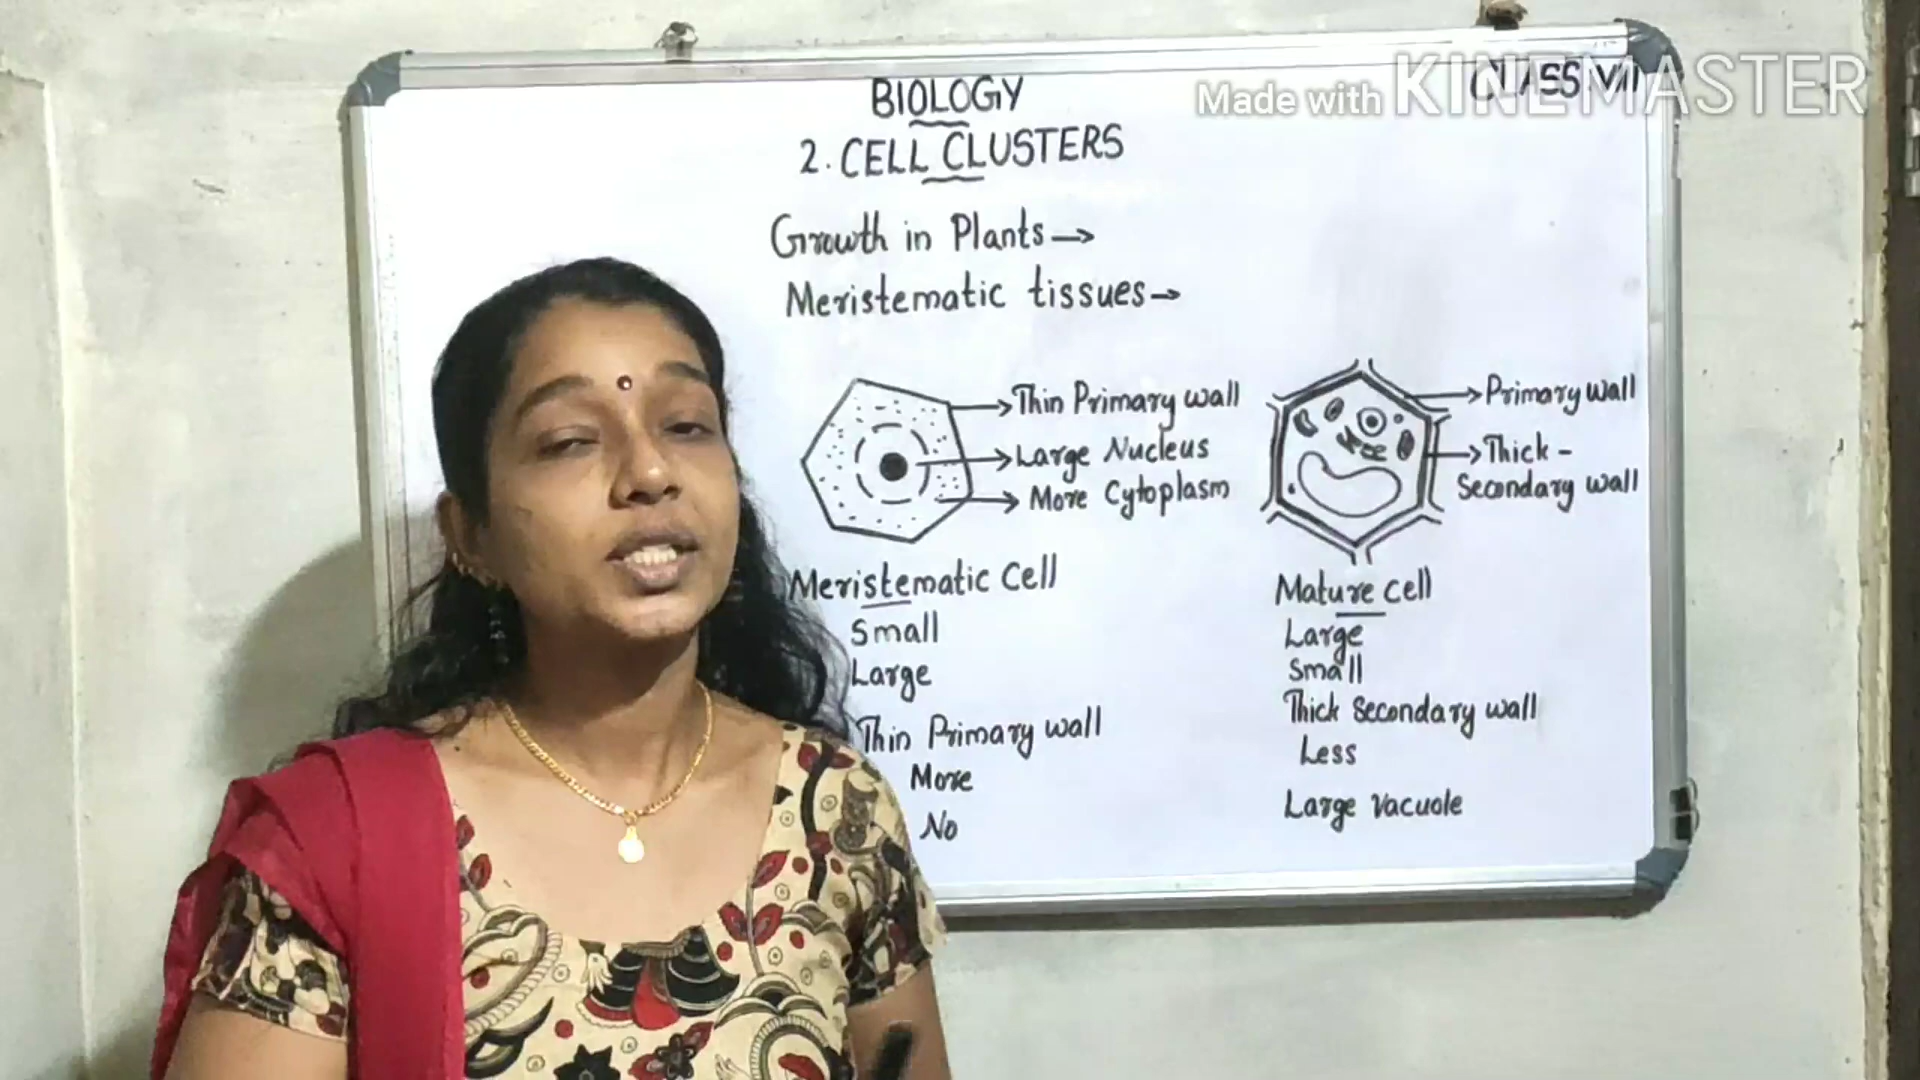 BIOLOGY
CLASS: VII
Made with KINEMASTER
2. CELL CLUSTERS
Growth in Plants→
Meristematic tissues→
→Thin Primary wall
→Large Nucleus
→More Cytoplasm
→Primary wall
→Thick -
Secondary wall
Meristematic Cell
Small
Large
Thin Primary wall
More
No
Mature cell
Large
Small
Thick Secondary wall
Less
Large Vacuole